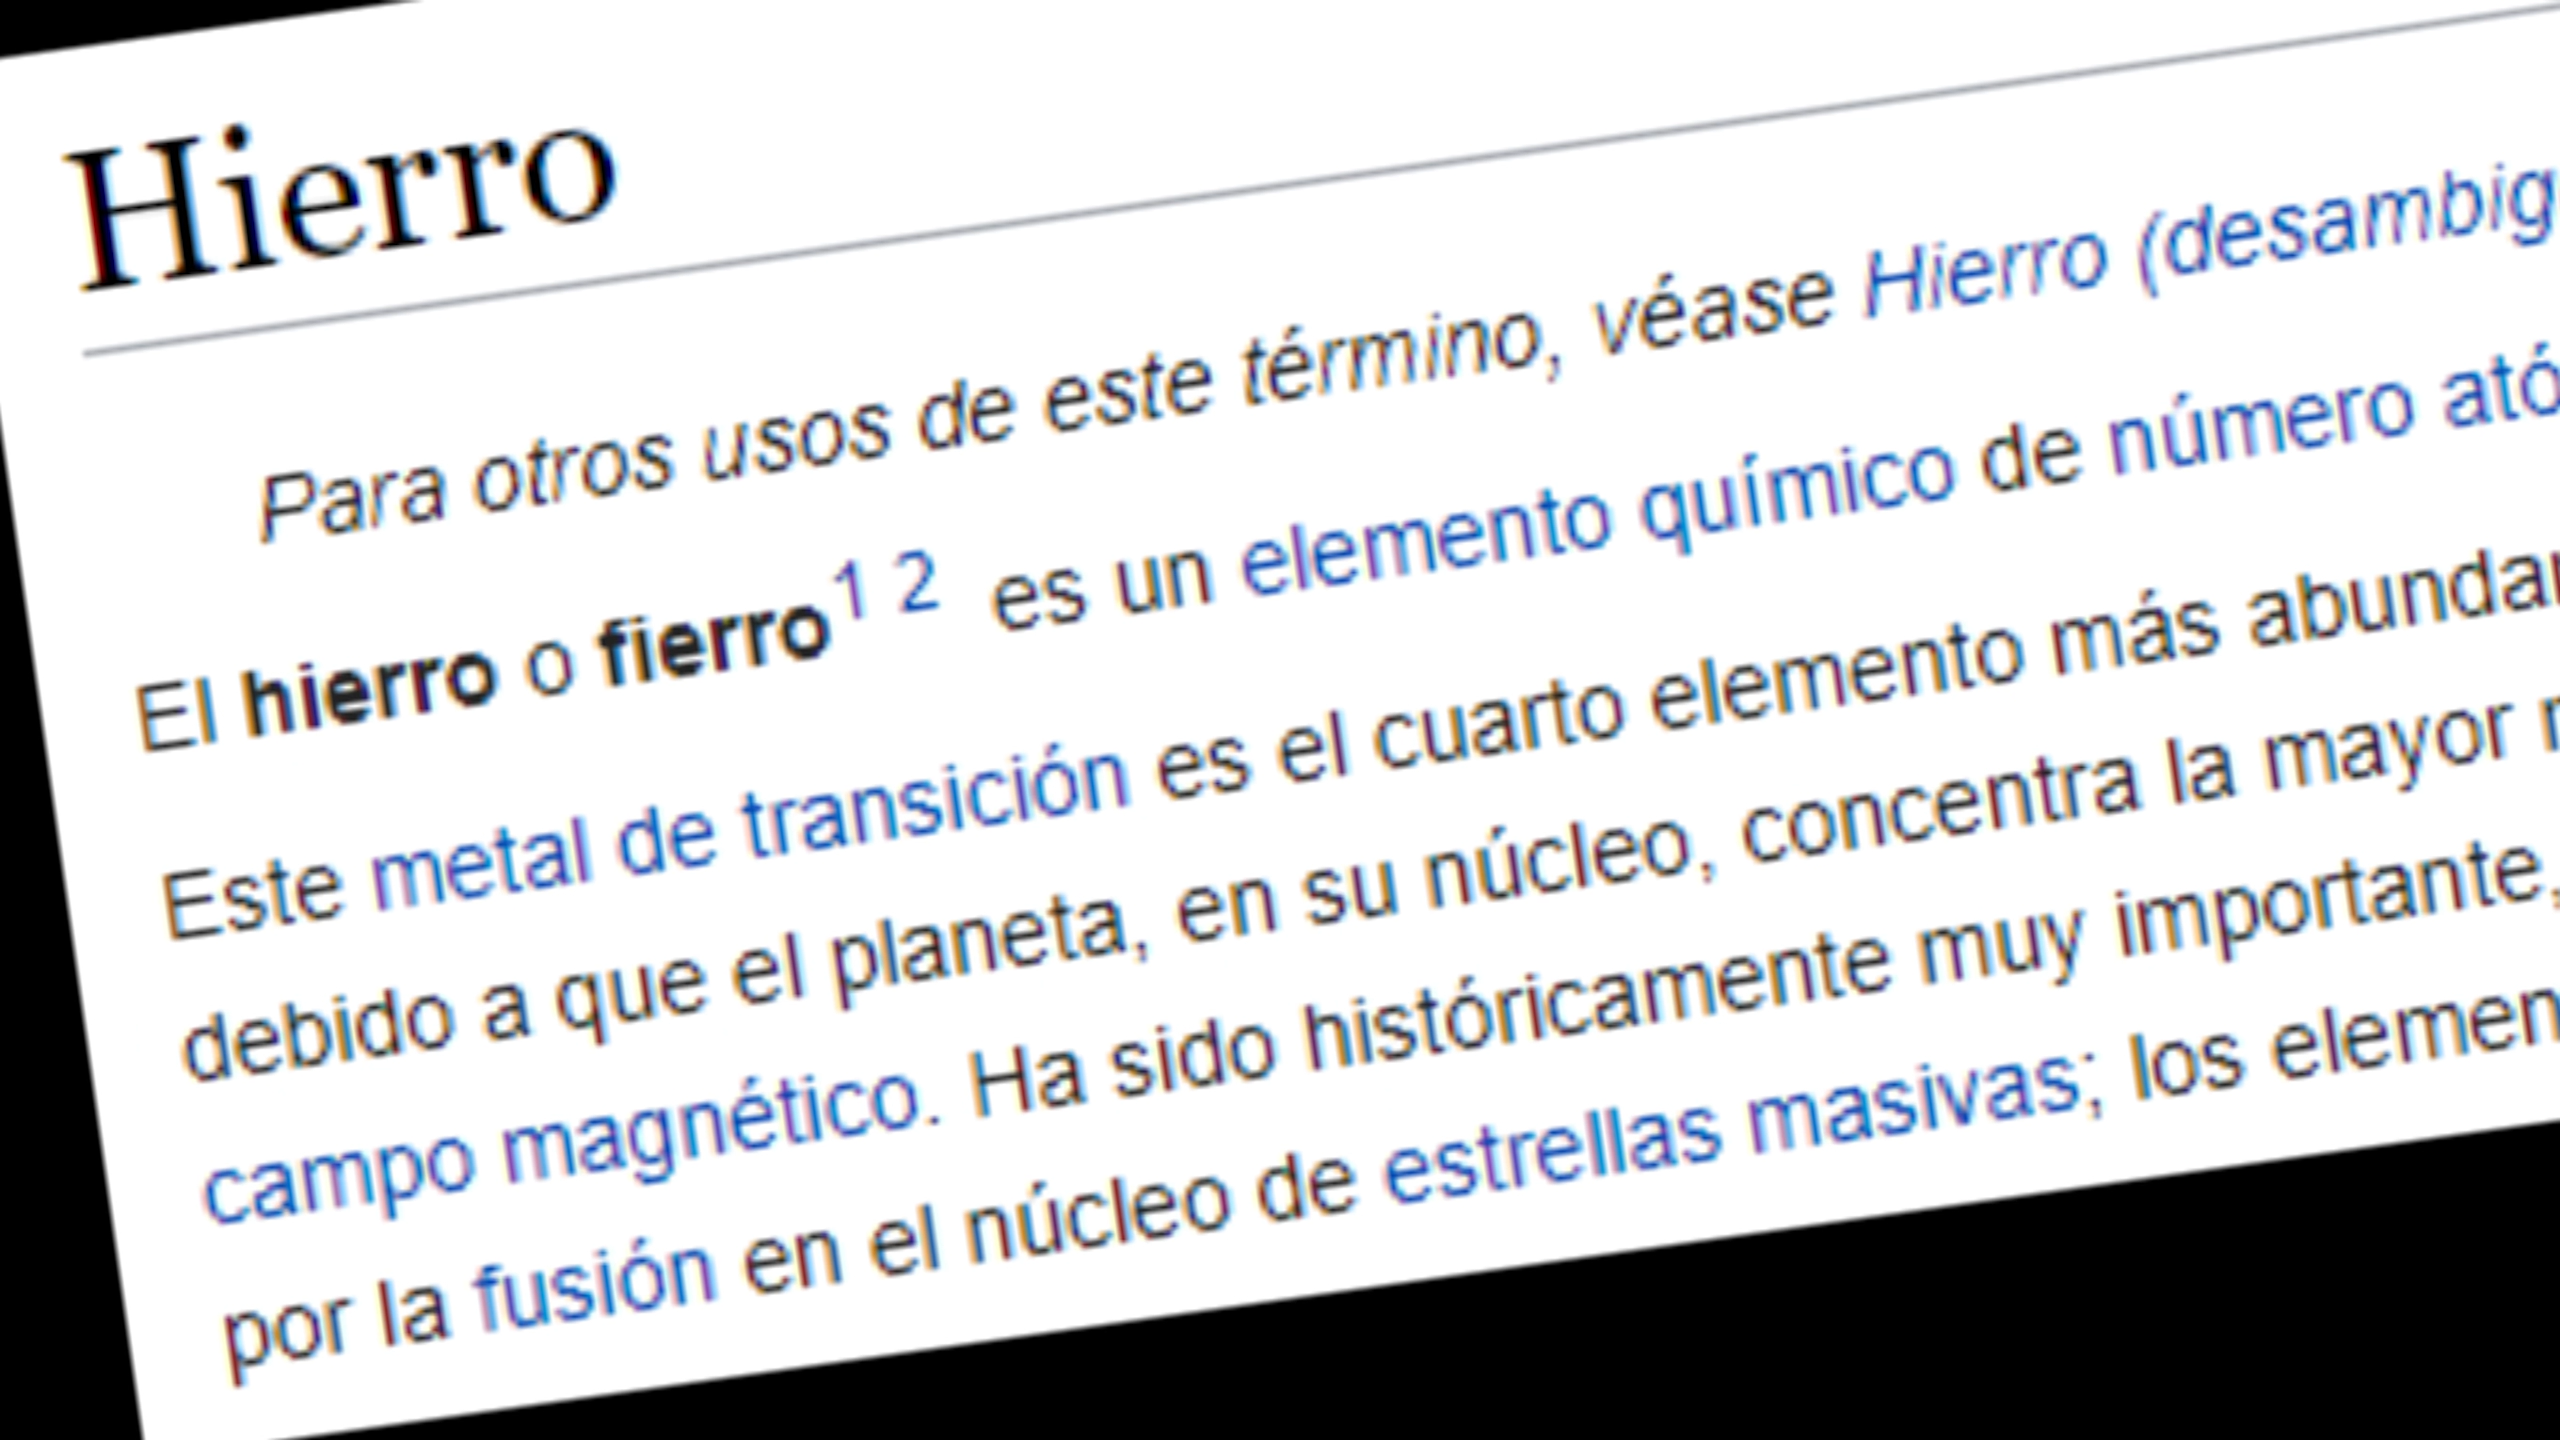 Hierro
Para otros usos de este término, véase Hierro (desambig
El hierro o fierro1 2 es un elemento químico de número ató
Este metal de transición es el cuarto elemento más abundan
debido a que el planeta, en su núcleo, concentra la mayor
campo magnético. Ha sido históricamente muy importante,
por la fusión en el núcleo de estrellas masivas; los elemen